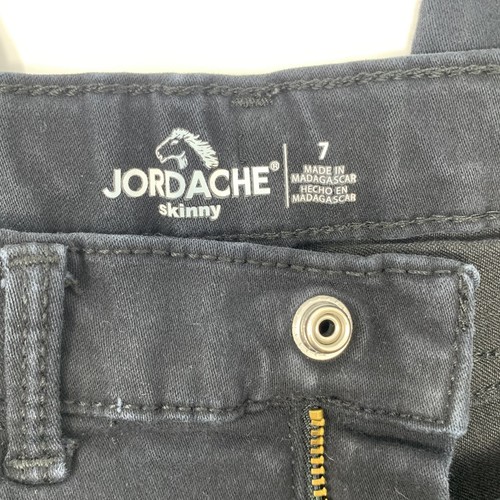 JORDACHE®
skinny
7
MADE IN
MADAGASCAR
HECHO EN
MADAGASCAR